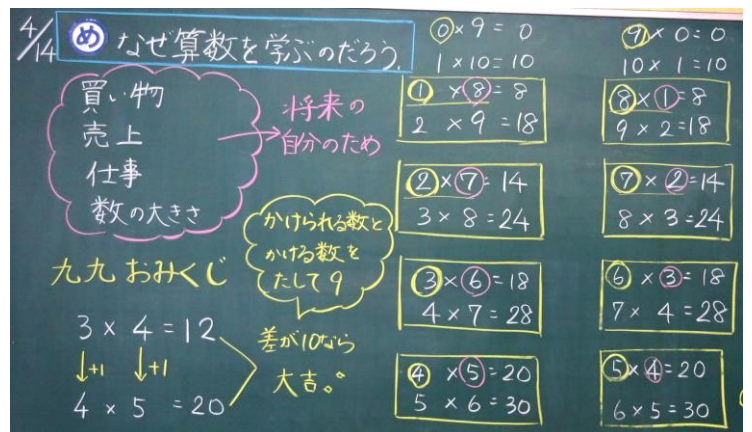 4/14
め なぜ算数を学ぶのだろう。
買い物
売上
仕事
数の大きさ
将来の
自分のため
九九おみくじ
3 × 4 = 12
↓+1 ↓+1
4 × 5 = 20
かけられる数と
かける数を
たして9
差が10なら
大吉。
0 × 9 = 0
1 × 10 = 10
1 × 8 = 8
2 × 9 = 18
2 × 7 = 14
3 × 8 = 24
3 × 6 = 18
4 × 7 = 28
4 × 5 = 20
5 × 6 = 30
9 × 0 = 0
10 × 1 = 10
8 × 1 = 8
9 × 2 = 18
7 × 2 = 14
8 × 3 = 24
6 × 3 = 18
7 × 4 = 28
5 × 4 = 20
6 × 5 = 30